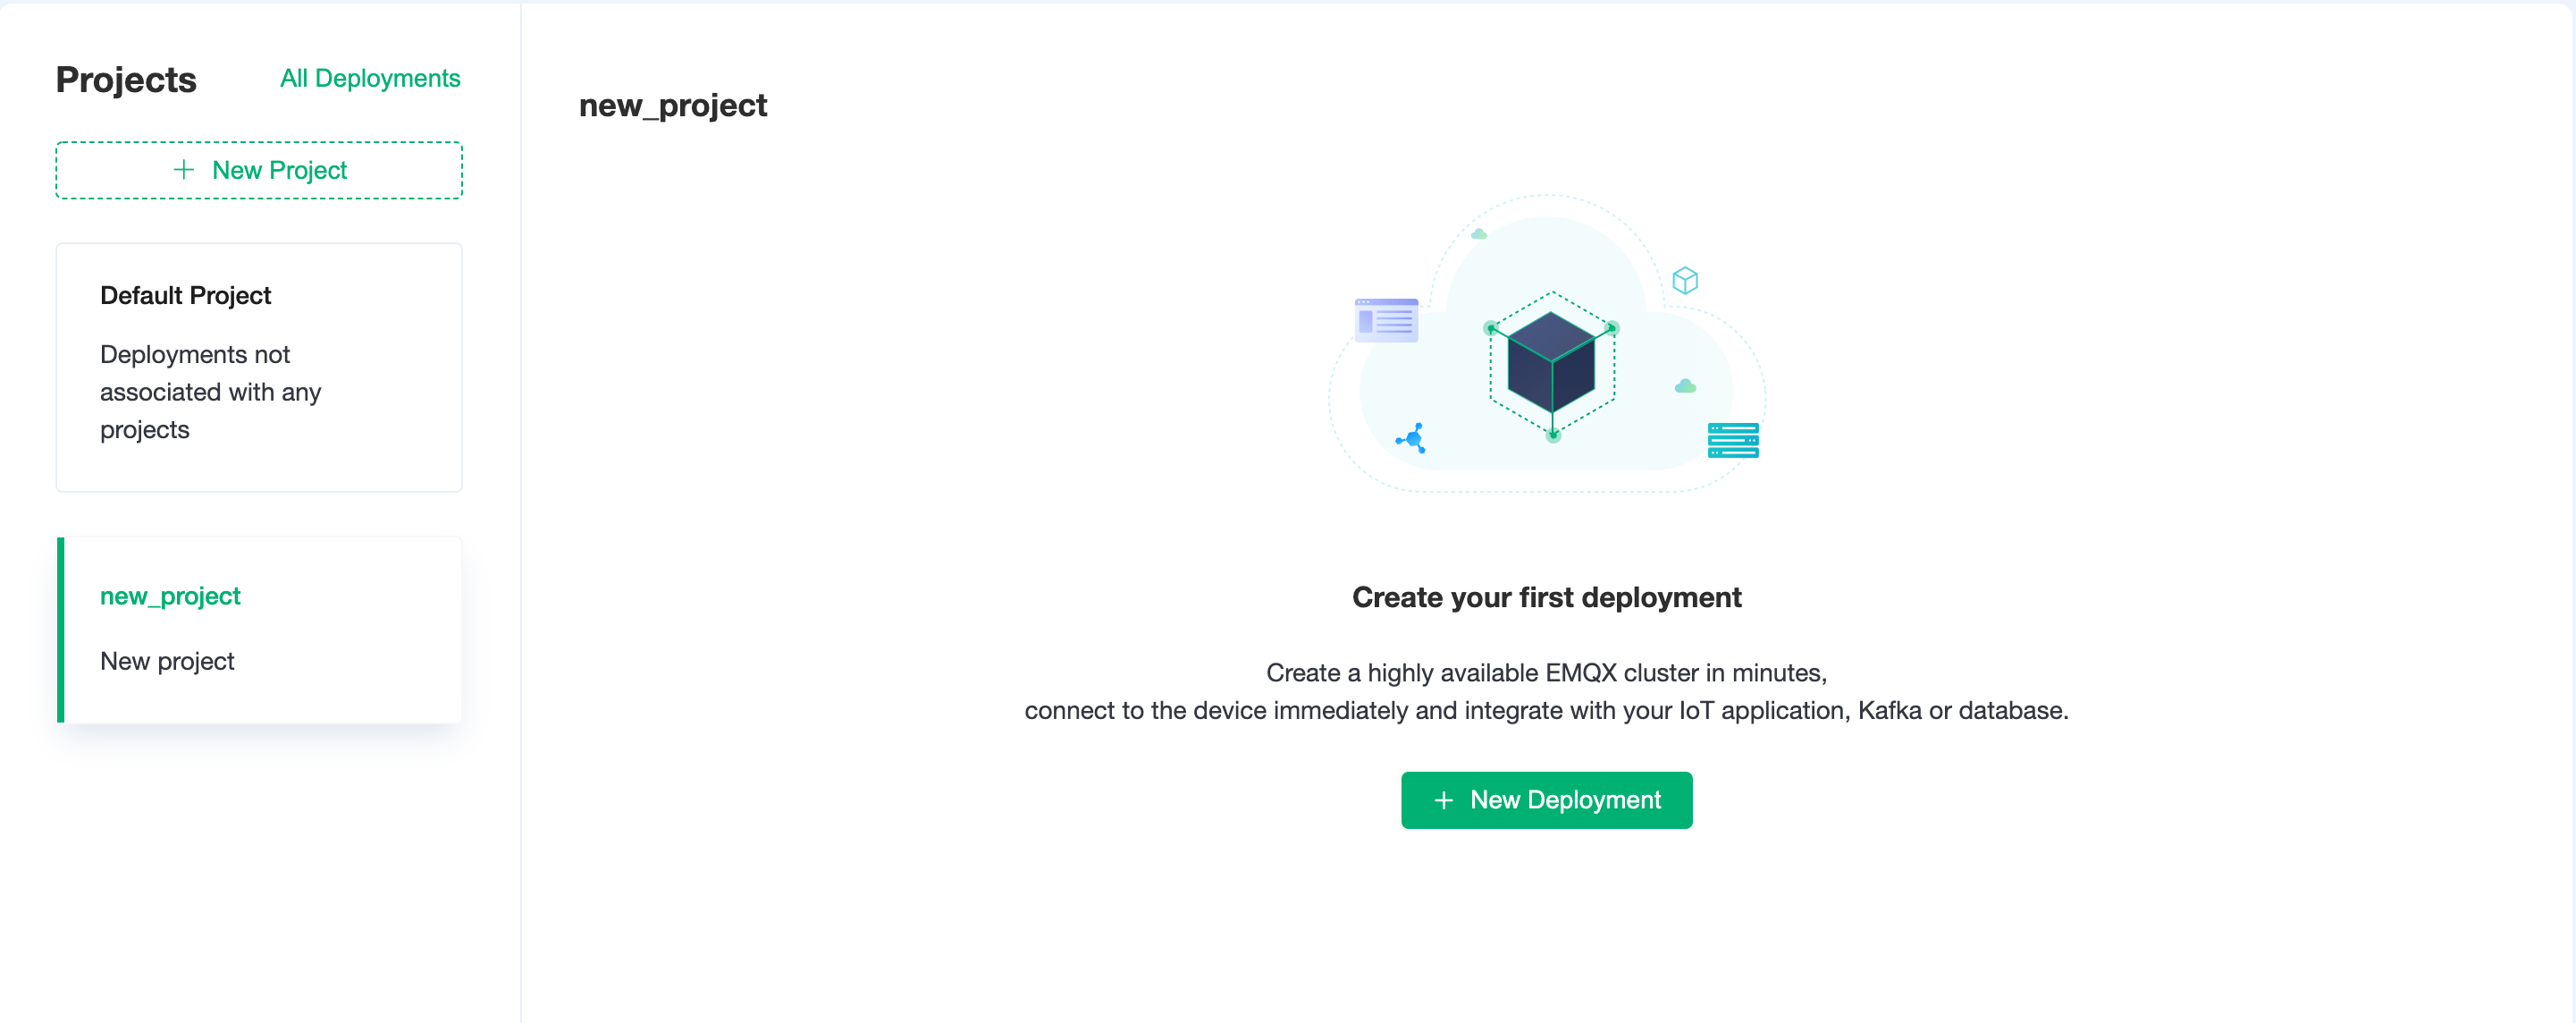 Projects
All Deployments
+ New Project
Default Project
Deployments not
associated with any
projects
new_project
New project
new_project
Create your first deployment
Create a highly available EMQX cluster in minutes,
connect to the device immediately and integrate with your IoT application, Kafka or database.
+ New Deployment